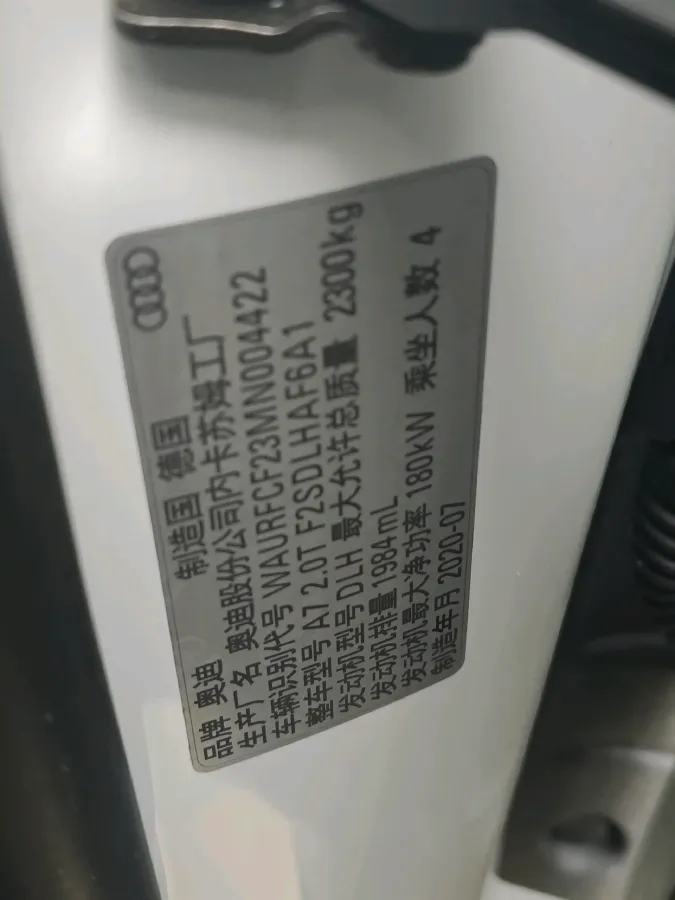 制造国 德国
品牌 奥迪
生产厂名 奥迪股份公司内卡苏姆工厂
车辆识别代号 WAURFCF23MN004422
整车型号 A7 2.0T F2SDLHAF6A1
发动机型号 DLH 最大允许总质量 2300kg
发动机排量 1984mL
发动机最大净功率 180kW 乘坐人数 4
制造年月 2020-07